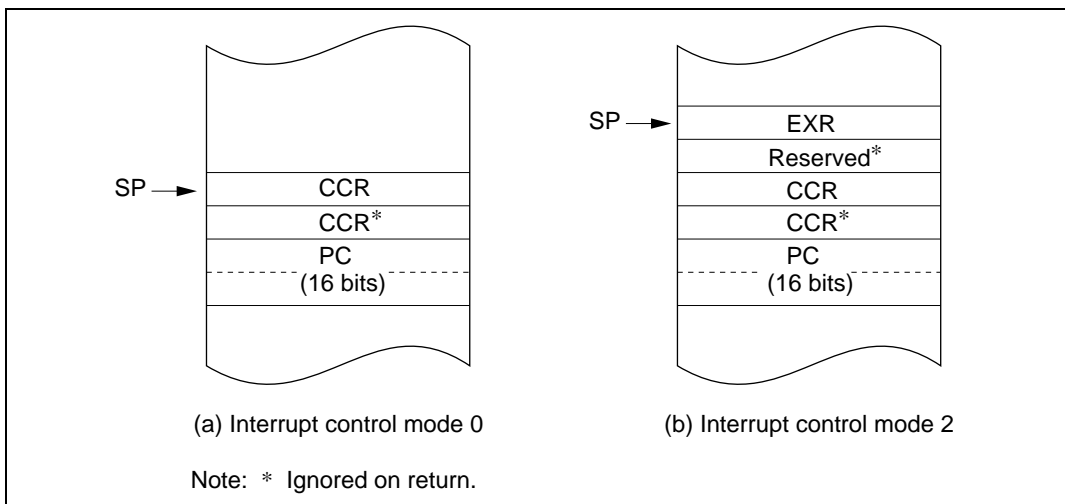 SP
CCR
CCR*
PC
(16 bits)
(a) Interrupt control mode 0
SP
EXR
Reserved*
CCR
CCR*
PC
(16 bits)
(b) Interrupt control mode 2
Note: * Ignored on return.